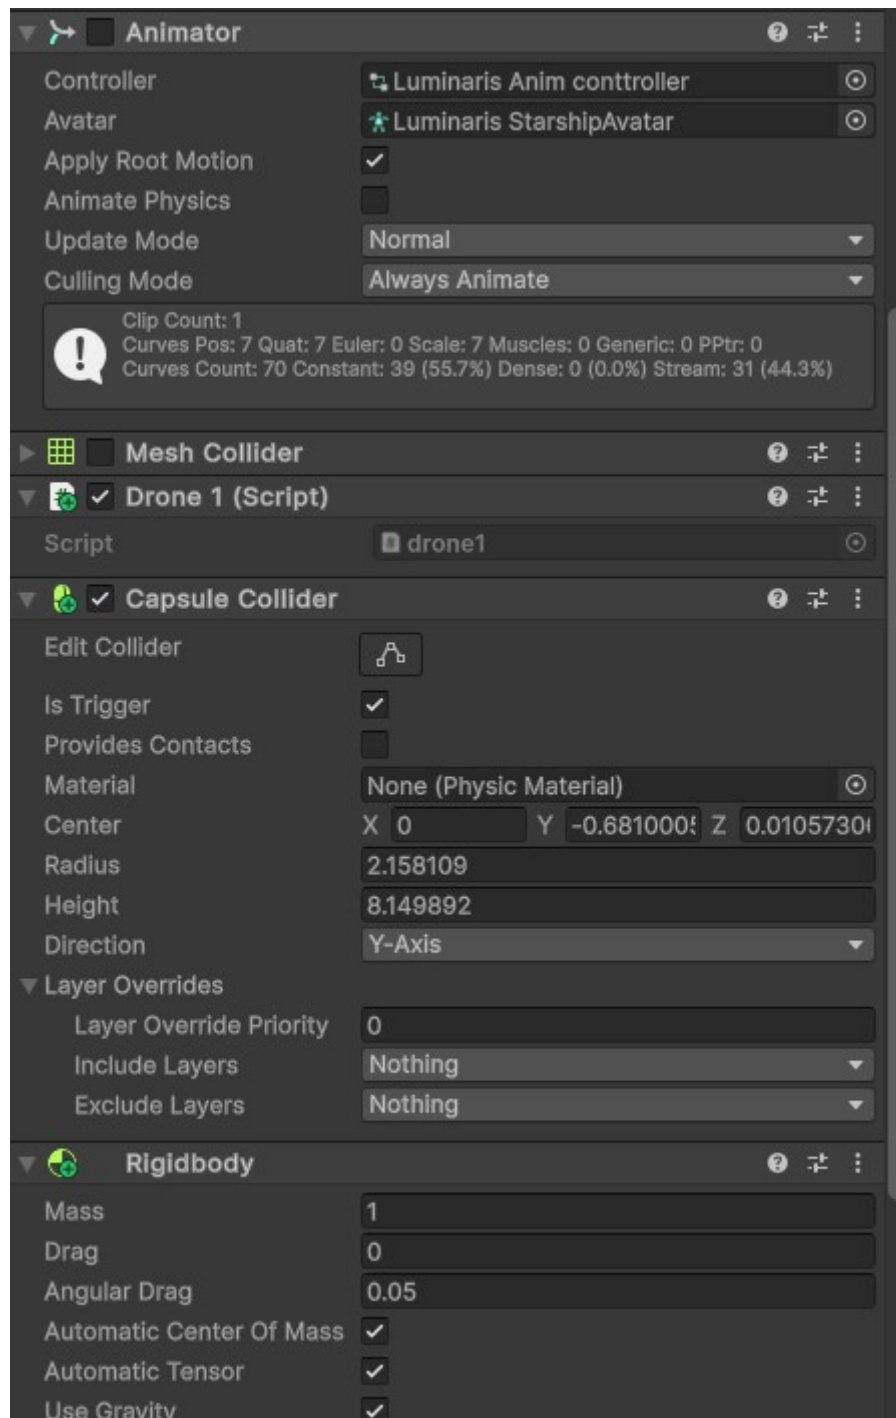 Animator
Controller Luminaris Anim conttroller
Avatar Luminaris StarshipAvatar
Apply Root Motion
Animate Physics
Update Mode Normal
Culling Mode Always Animate
Clip Count: 1
Curves Pos: 7 Quat: 7 Euler: 0 Scale: 7 Muscles: 0 Generic: 0 PPtr: 0
Curves Count: 70 Constant: 39 (55.7%) Dense: 0 (0.0%) Stream: 31 (44.3%)
Mesh Collider
Drone 1 (Script)
Script drone1
Capsule Collider
Edit Collider
Is Trigger
Provides Contacts
Material None (Physic Material)
Center X 0 Y -0.6810005 Z 0.0105730
Radius 2.158109
Height 8.149892
Direction Y-Axis
Layer Overrides
Layer Override Priority 0
Include Layers Nothing
Exclude Layers Nothing
Rigidbody
Mass 1
Drag 0
Angular Drag 0.05
Automatic Center Of Mass
Automatic Tensor
Use Gravity